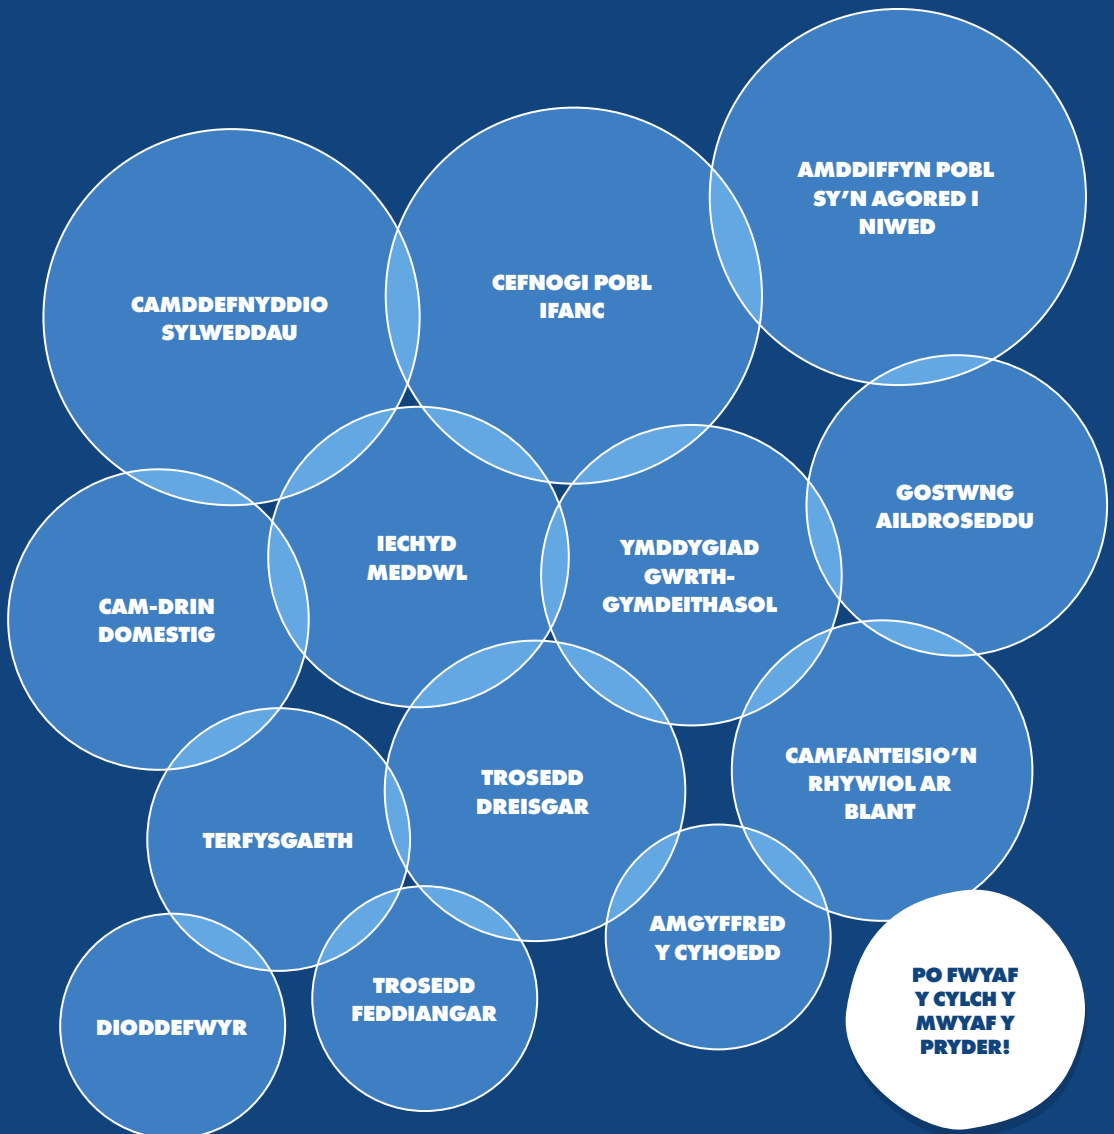 AMDDIFFYN POBL
SY'N AGORED I
NIWED
CEFNOGI POBL
IFANC
CAMDDEFNYDDIO
SYLWEDDAU
GOSTWNG
AILDROSEDDU
IECHYD
MEDDWL
YMDDYGIAD
GWRTH-
GYMDEITHASOL
CAM-DRIN
DOMESTIG
CAMFANTEISIO'N
RHYWIOL AR
BLANT
TROSEDD
DREISGAR
TERFYSGAETH
AMGYFFRED
Y CYHOEDD
TROSEDD
FEDDIANGAR
DIODDEFWYR
PO FWYAF
Y CYLCH Y
MWYAF Y
PRYDER!